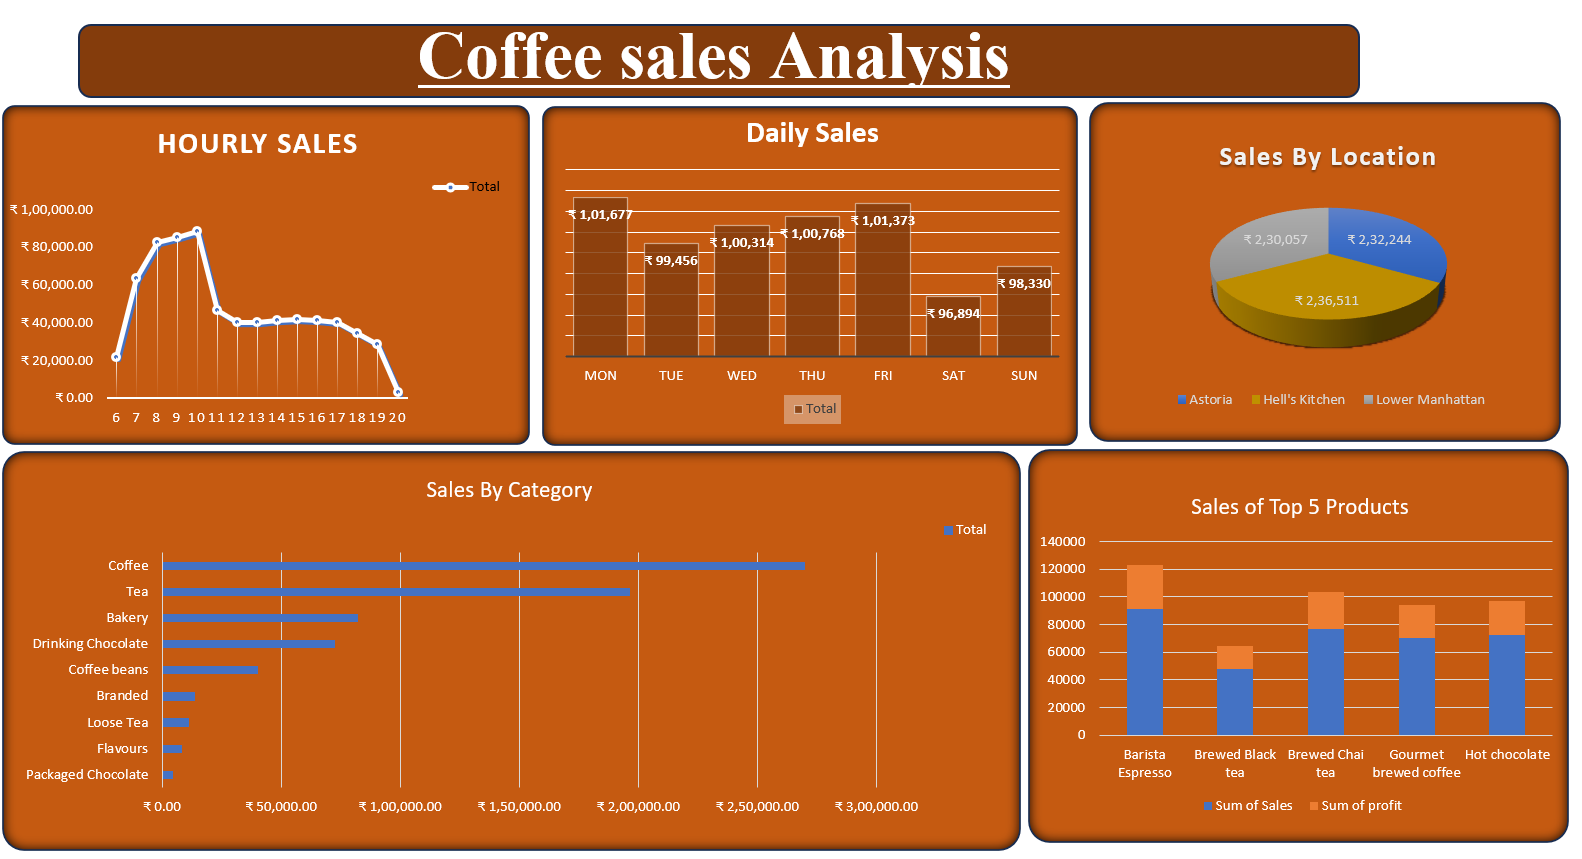 Coffee sales Analysis
HOURLY SALES
Total
₹ 1,00,000.00
₹ 80,000.00
₹ 60,000.00
₹ 40,000.00
₹ 20,000.00
₹ 0.00
6 7 8 9 10 11 12 13 14 15 16 17 18 19 20
Daily Sales
₹ 1,01,677
₹ 99,456
₹ 1,00,314
₹ 1,00,768
₹ 1,01,373
₹ 96,894
₹ 98,330
MON TUE WED THU FRI SAT SUN
Total
Sales By Location
₹ 2,30,057
₹ 2,32,244
₹ 2,36,511
Astoria Hell's Kitchen Lower Manhattan
Sales By Category
Total
Coffee
Tea
Bakery
Drinking Chocolate
Coffee beans
Branded
Loose Tea
Flavours
Packaged Chocolate
₹ 0.00 ₹ 50,000.00 ₹ 1,00,000.00 ₹ 1,50,000.00 ₹ 2,00,000.00 ₹ 2,50,000.00 ₹ 3,00,000.00
Sales of Top 5 Products
140000
120000
100000
80000
60000
40000
20000
0
Barista Espresso
Brewed Black tea
Brewed Chai tea
Gourmet brewed coffee
Hot chocolate
Sum of Sales Sum of profit